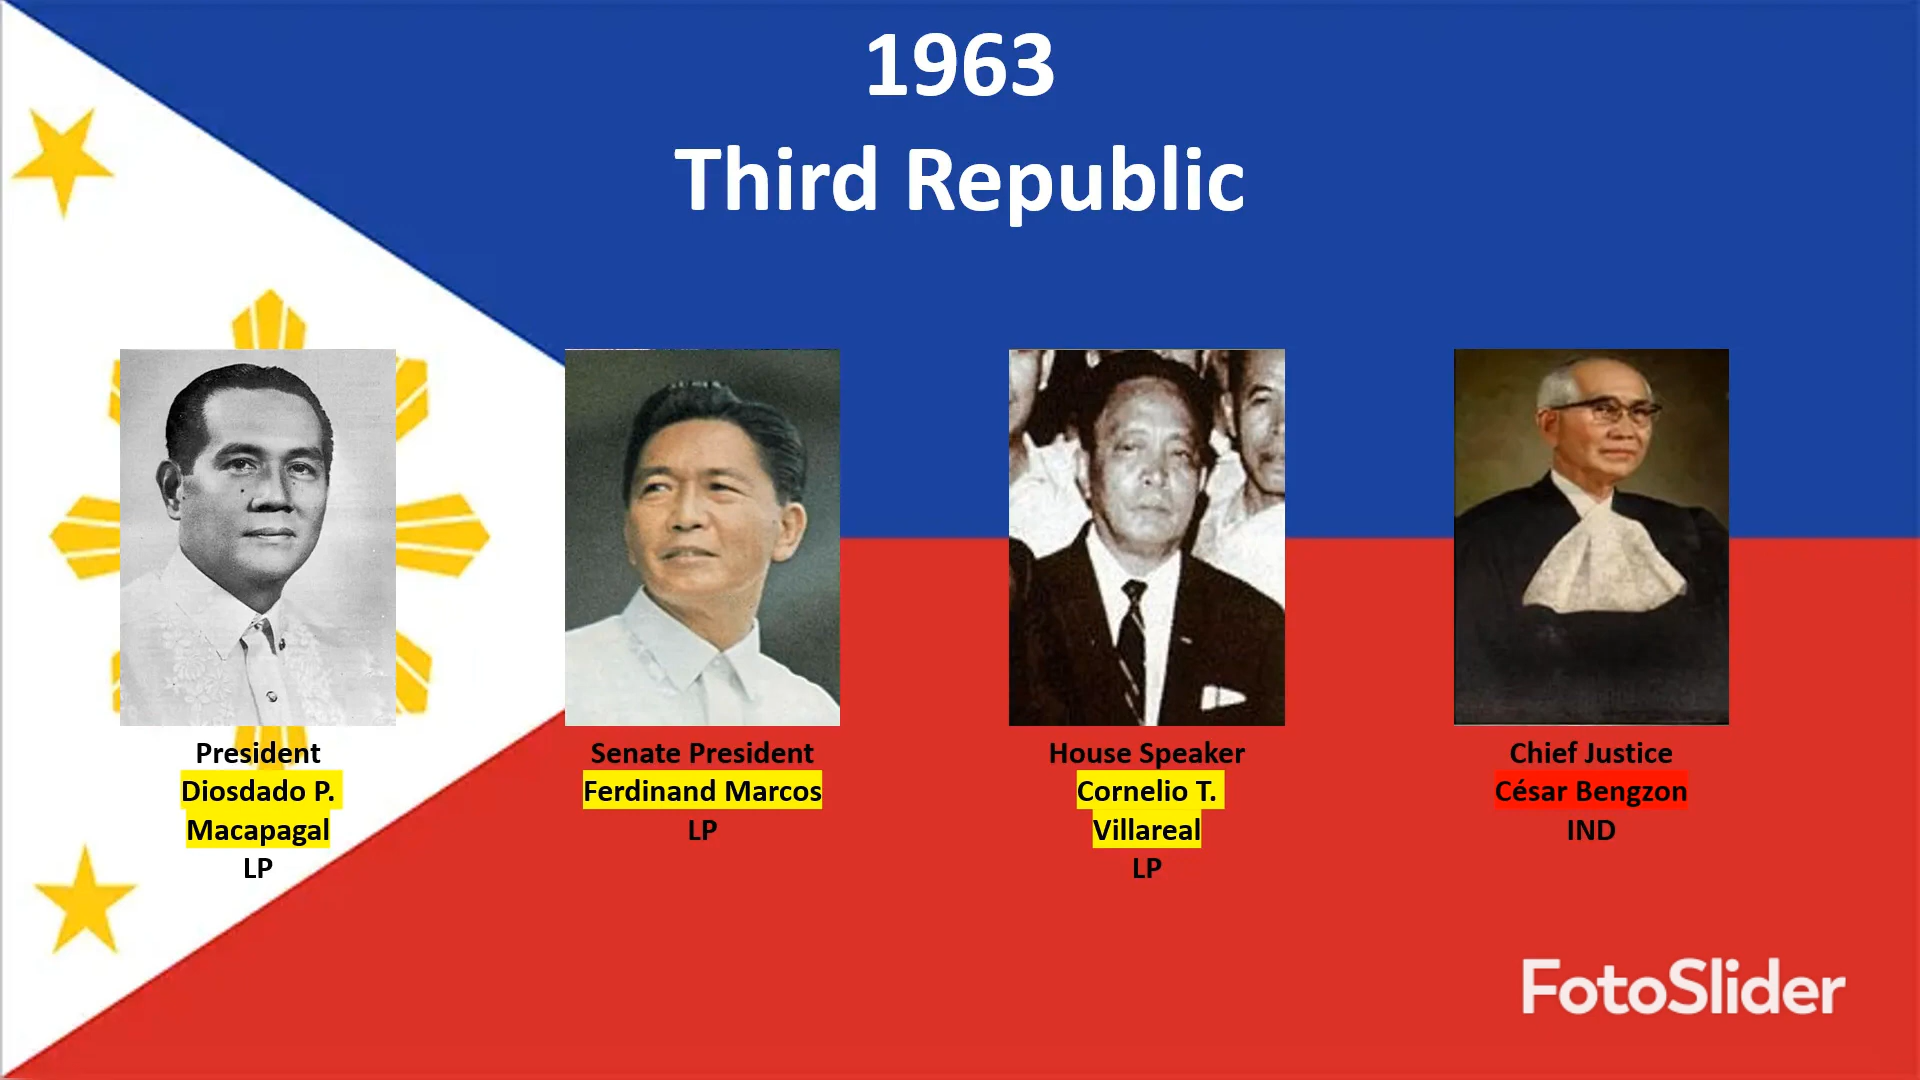 1963
Third Republic
President
Diosdado P.
Macapagal
LP
Senate President
Ferdinand Marcos
LP
House Speaker
Cornelio T.
Villareal
LP
Chief Justice
César Bengzon
IND
FotoSlider